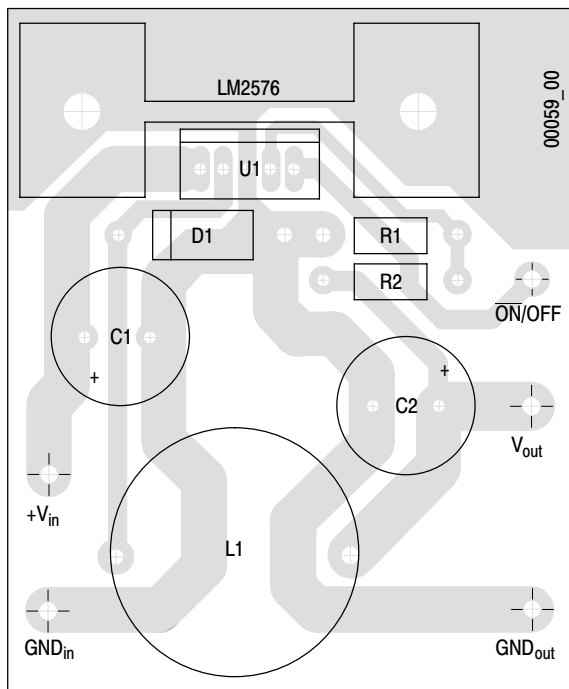 LM2576
00059_00
U1
D1
R1
R2
ON/OFF
C1
+
+
C2
Vout
+Vin
L1
GNDin
GNDout